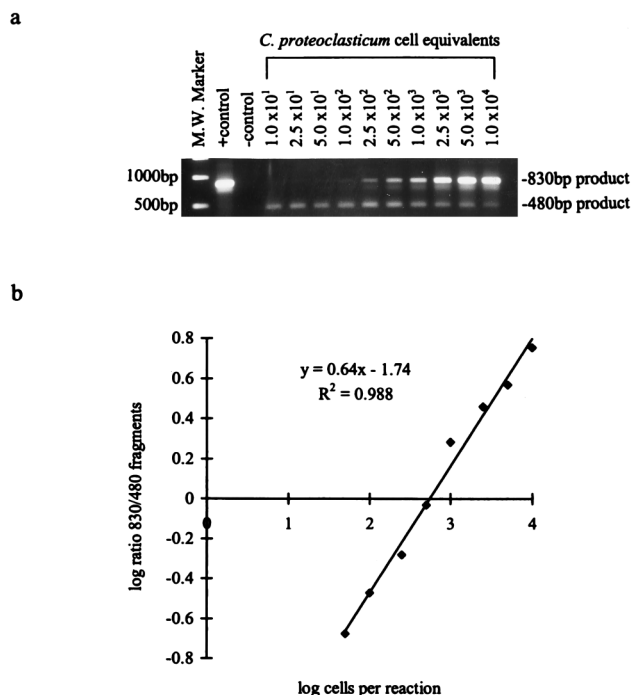 a
C. proteoclasticum cell equivalents
M.W. Marker
+control
-control
1.0 x10¹
2.5 x10¹
5.0 x10¹
1.0 x10²
2.5 x10²
5.0 x10²
1.0 x10³
2.5 x10³
5.0 x10³
1.0 x10⁴
1000bp
-830bp product
500bp
-480bp product
b
0.8
y = 0.64x - 1.74
R² = 0.988
0.6
0.4
0.2
0
0
1
2
3
4
-0.2
-0.4
-0.6
-0.8
log ratio 830/480 fragments
log cells per reaction